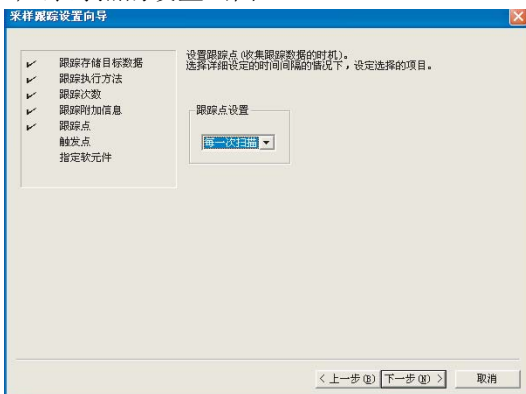 采样跟踪设置向导
跟踪存储目标数据
跟踪执行方法
跟踪次数
跟踪附加信息
跟踪点
触发点
指定软元件
设置跟踪点(收集跟踪数据的时机)。
选择详细设定的时间间隔的情况下,设定选择的项目。
跟踪点设置
每一次扫描
< 上一步(B)
下一步(N) >
取消